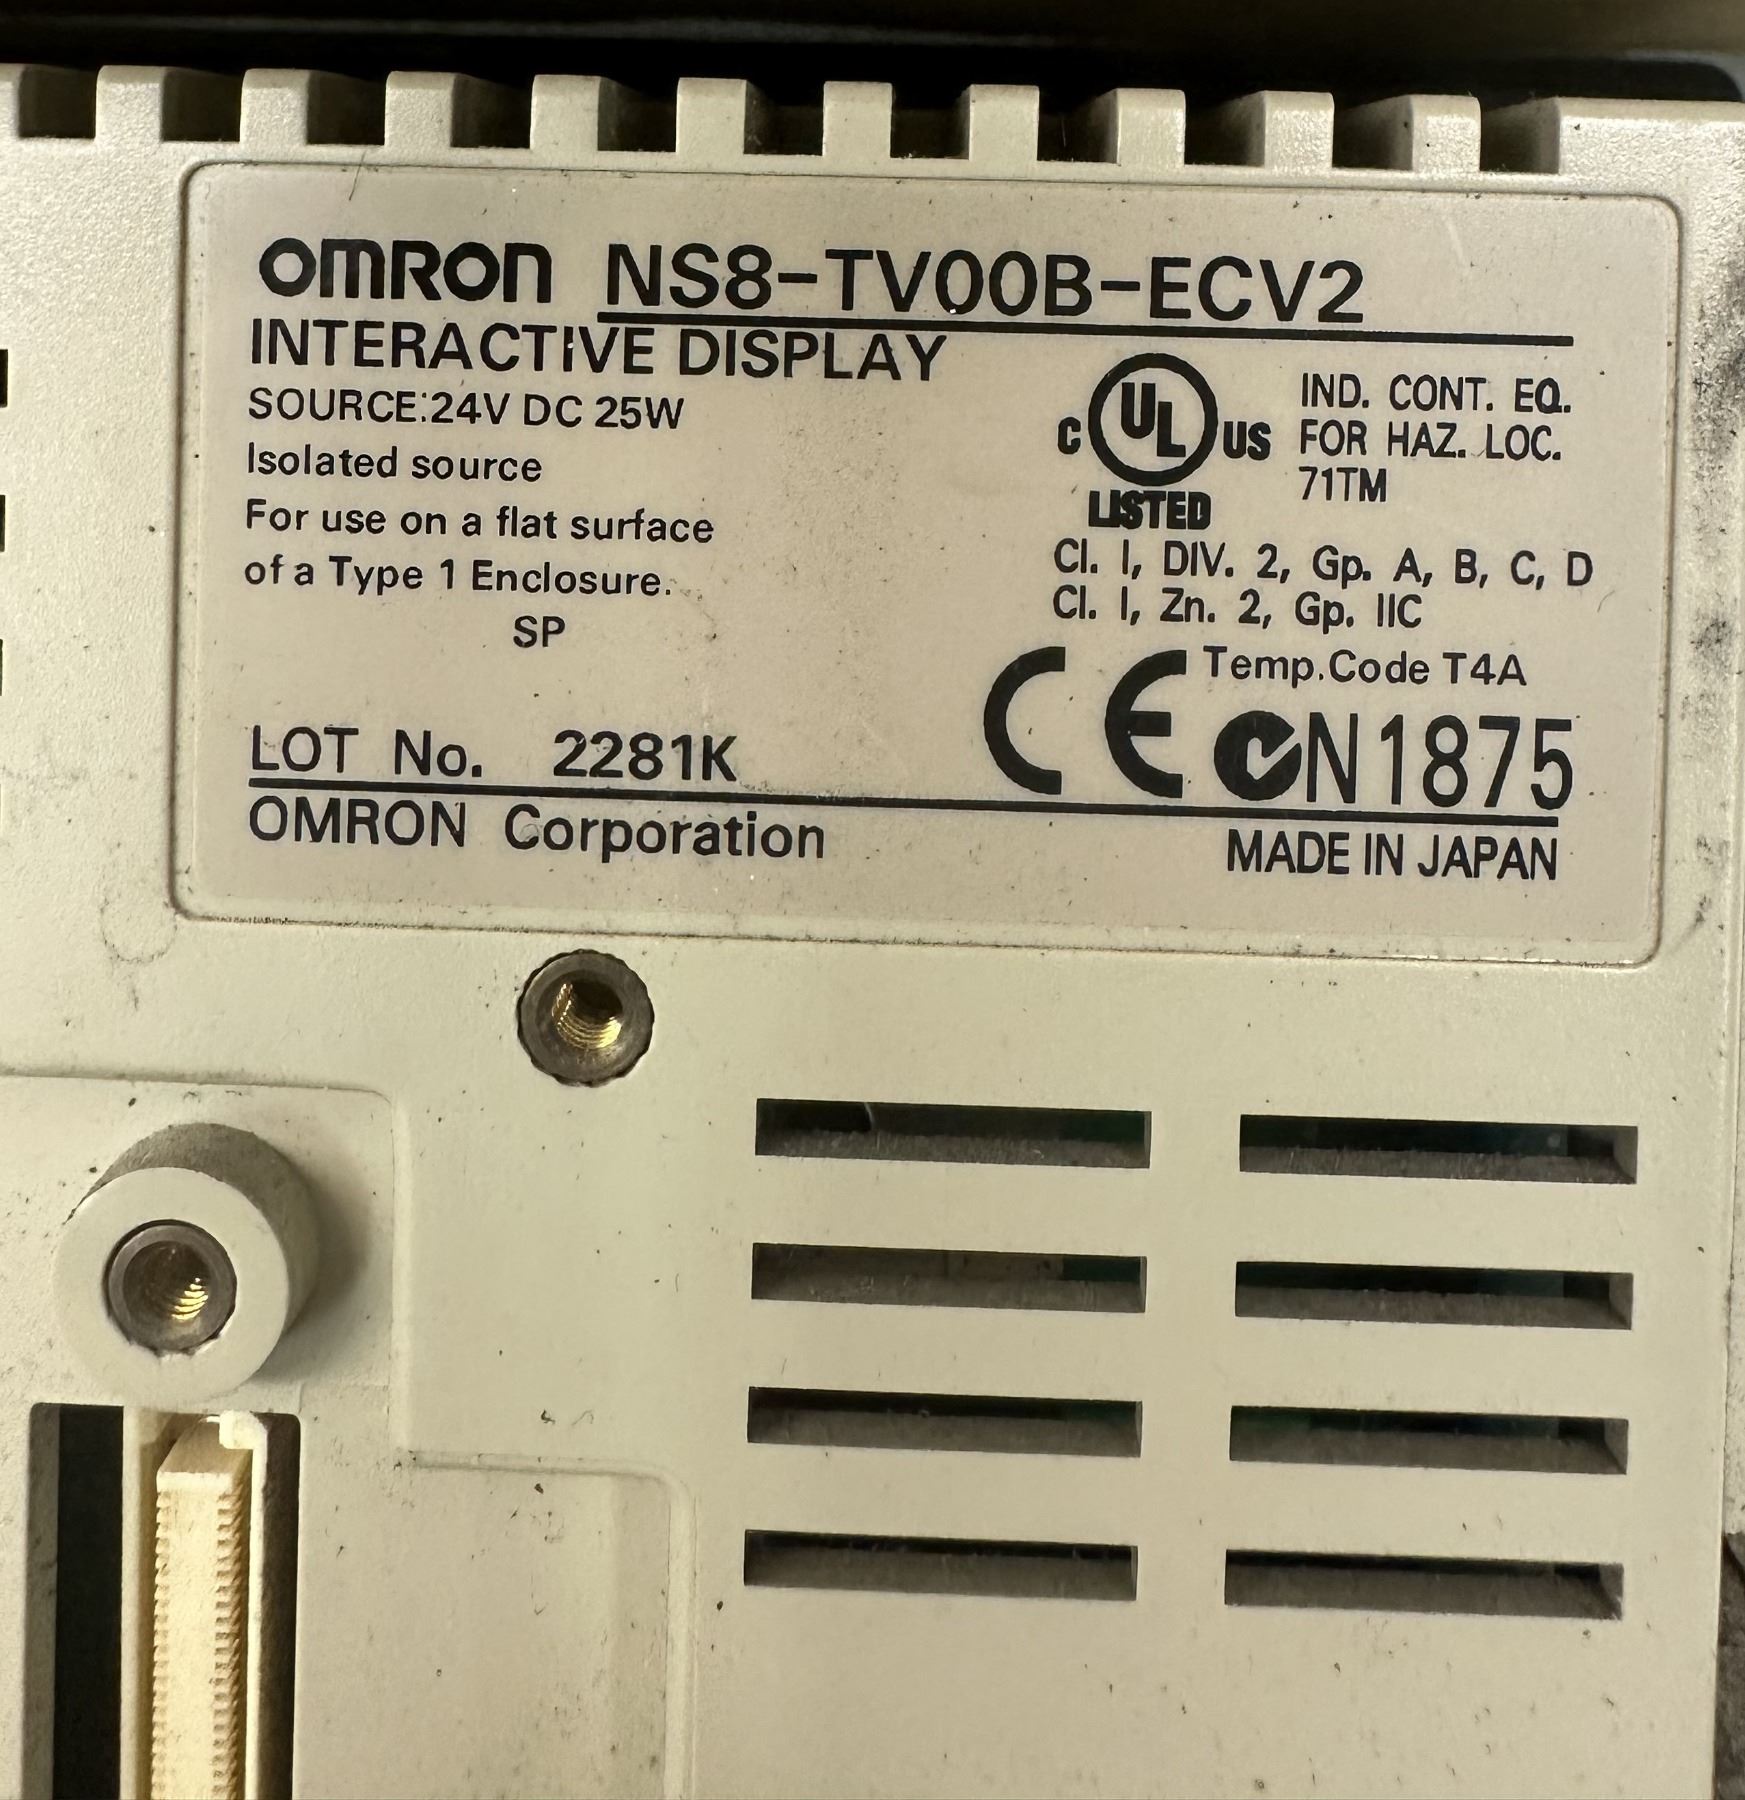 OMRON NS8-TV00B-ECV2
INTERACTIVE DISPLAY
SOURCE:24V DC 25W
Isolated source
For use on a flat surface
of a Type 1 Enclosure.
SP
C UL US
LISTED
IND. CONT. EQ.
FOR HAZ. LOC.
71TM
Cl. I, DIV. 2, Gp. A, B, C, D
Cl. I, Zn. 2, Gp. IIC
Temp.Code T4A
CE N1875
LOT No. 2281K
OMRON Corporation
MADE IN JAPAN